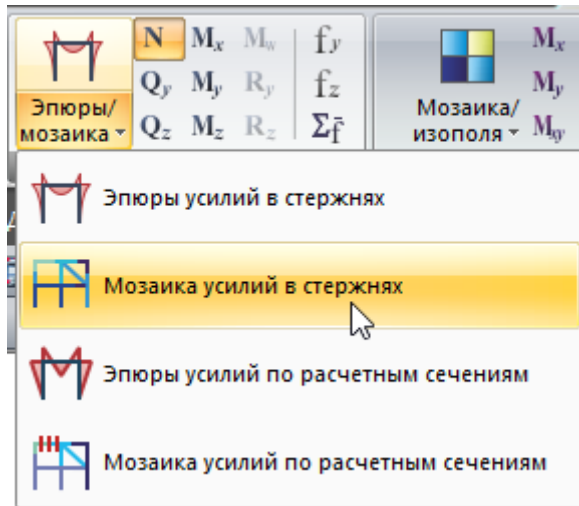 N Mx Mw fy Mx
Qy My Ry fz My
Эпюры/ Мозаика/
мозаика Qz Mz Rz Σf̄ изополя Mxy
Эпюры усилий в стержнях
Мозаика усилий в стержнях
Эпюры усилий по расчетным сечениям
Мозаика усилий по расчетным сечениям